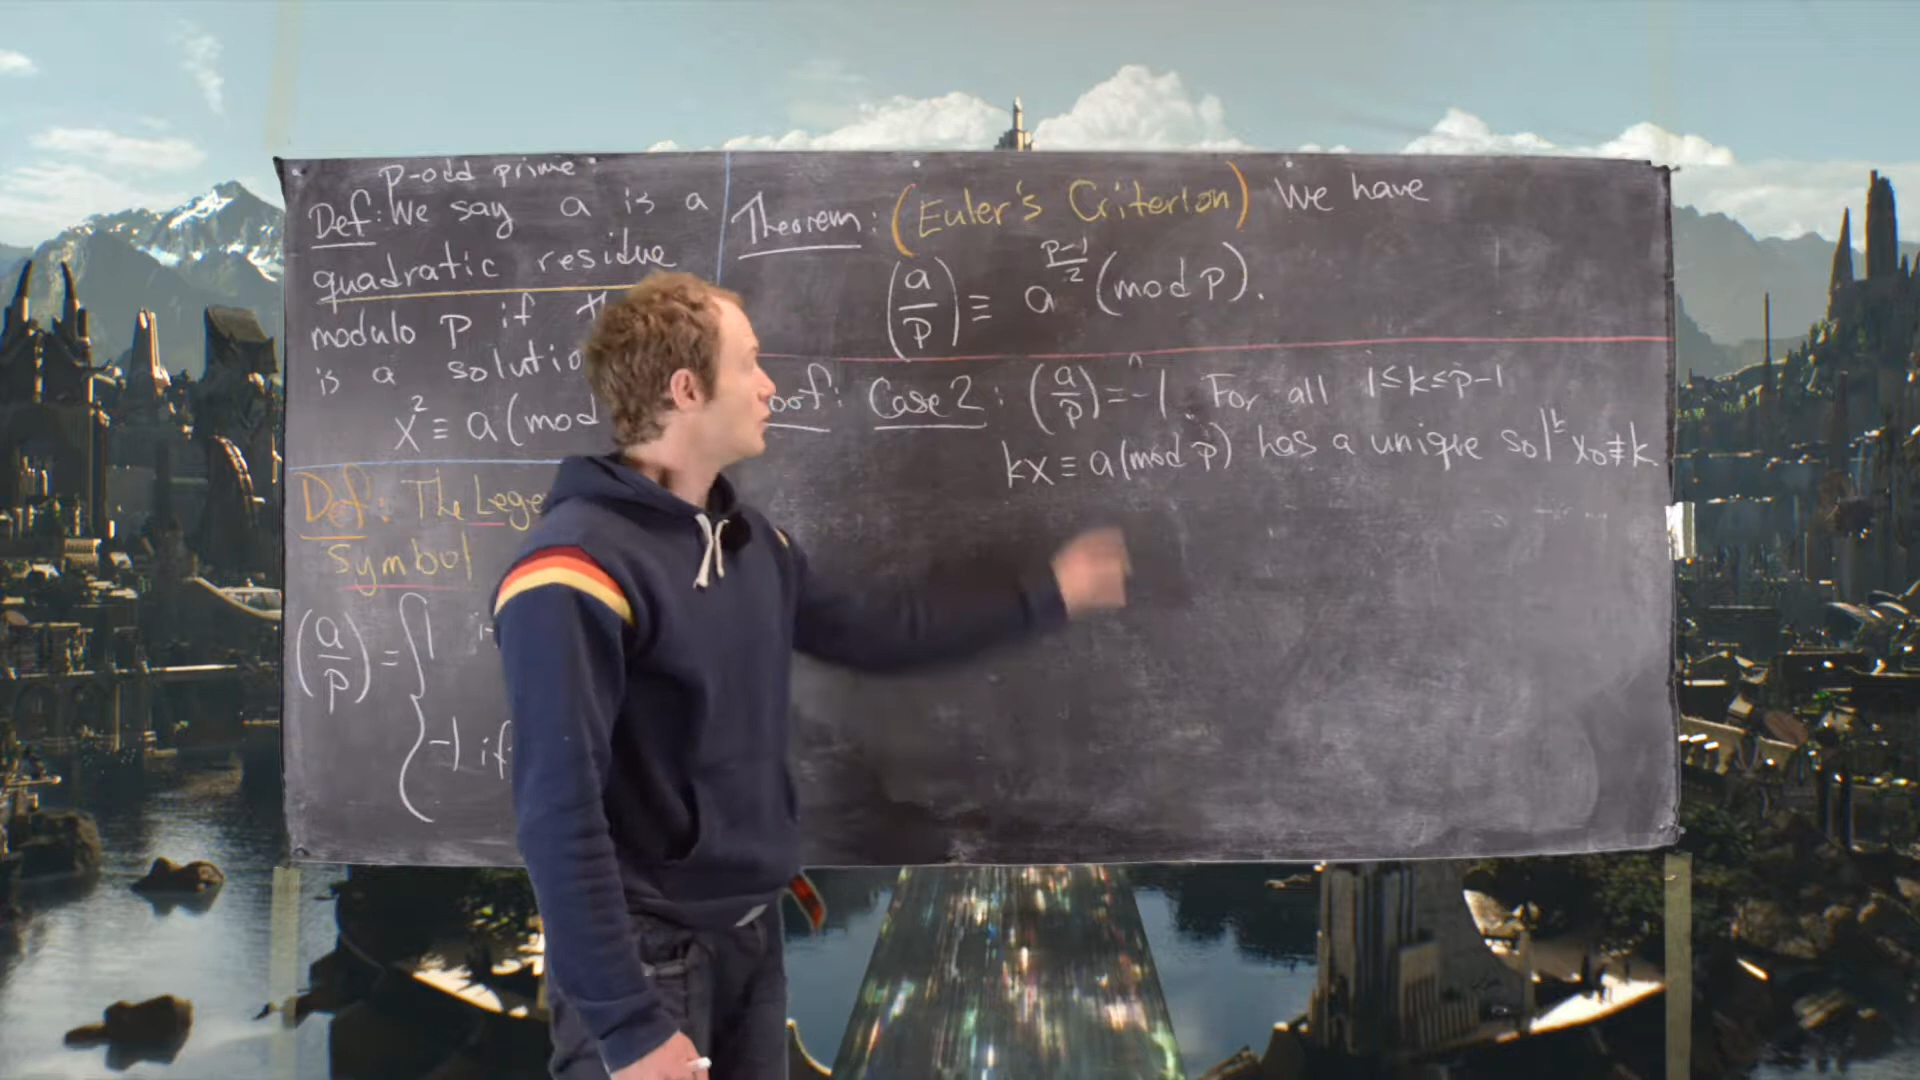 p-odd prime
Def: We say a is a
quadratic residue
modulo p if
is a solutio
x² ≡ a (mod
Def: The Lege
symbol
(a/p) = { 1 i
-1 if
Theorem: (Euler's Criterion) We have
(a/p) ≡ a^((p-1)/2) (mod p).
oof: Case 2: (a/p) = -1. For all 1≤k≤p-1
kx ≡ a (mod p) has a unique solⁿ x₀≢k